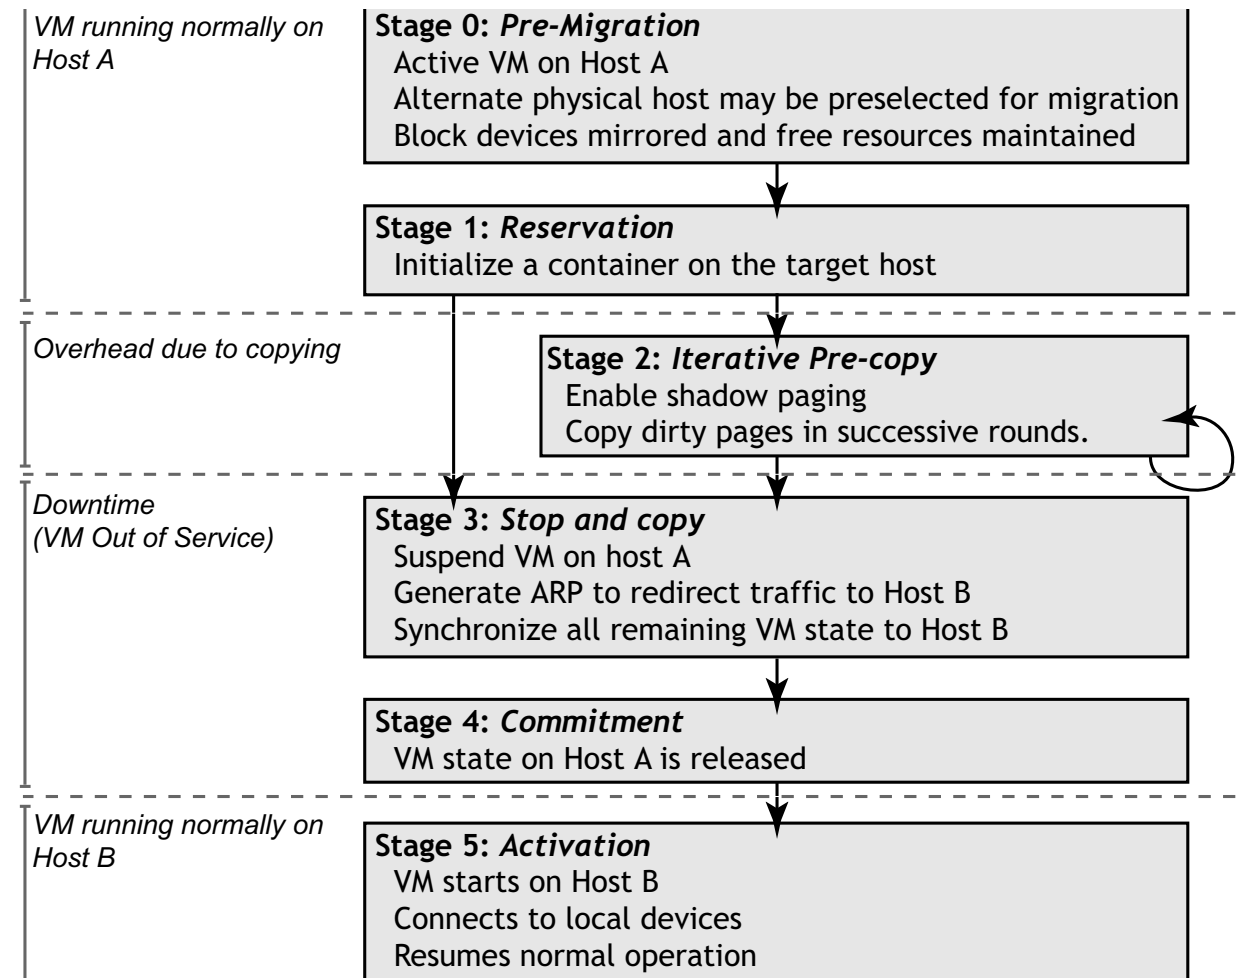 VM running normally on
Host A
Stage 0: Pre-Migration
Active VM on Host A
Alternate physical host may be preselected for migration
Block devices mirrored and free resources maintained
Stage 1: Reservation
Initialize a container on the target host
Overhead due to copying
Stage 2: Iterative Pre-copy
Enable shadow paging
Copy dirty pages in successive rounds.
Downtime
(VM Out of Service)
Stage 3: Stop and copy
Suspend VM on host A
Generate ARP to redirect traffic to Host B
Synchronize all remaining VM state to Host B
Stage 4: Commitment
VM state on Host A is released
VM running normally on
Host B
Stage 5: Activation
VM starts on Host B
Connects to local devices
Resumes normal operation